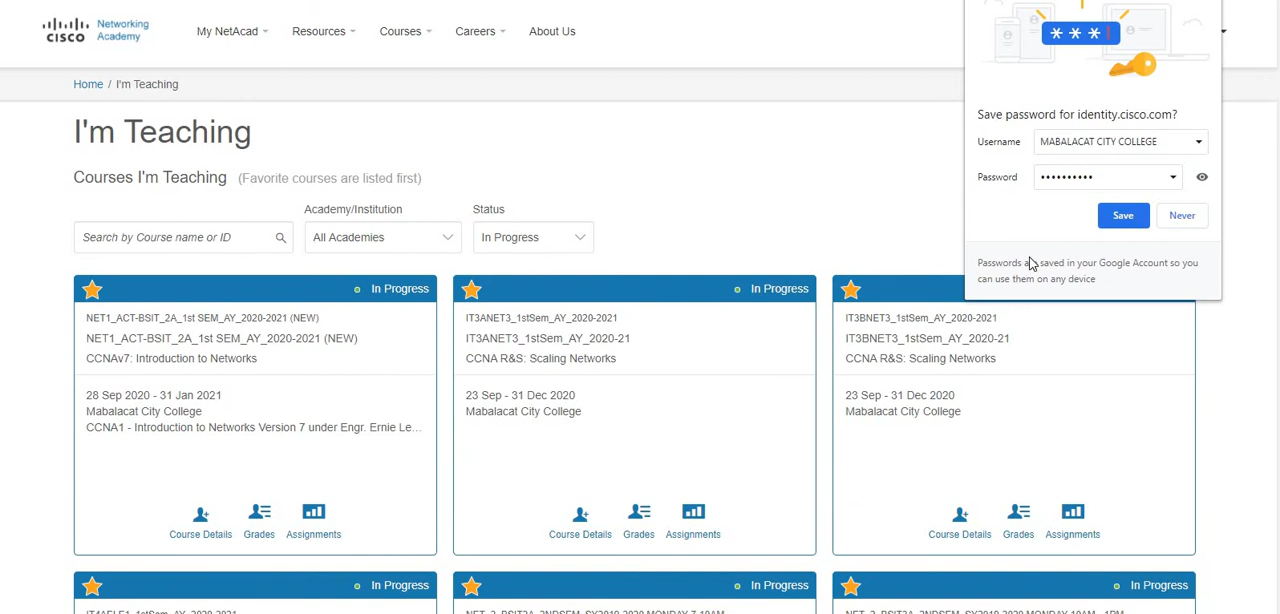 CISCO
Networking
Academy
My NetAcad
Resources
Courses
Careers
About Us
Home / I'm Teaching
I'm Teaching
Courses I'm Teaching (Favorite courses are listed first)
Academy/Institution
Status
Search by Course name or ID
All Academies
In Progress
* * *
Save password for identity.cisco.com?
Username
MABALACAT CITY COLLEGE
Password
••••••••••
Save
Never
Passwords saved in your Google Account so you
can use them on any device
In Progress
NET1_ACT-BSIT_2A_1st SEM_AY_2020-2021 (NEW)
NET1_ACT-BSIT_2A_1st SEM_AY_2020-2021 (NEW)
CCNAv7: Introduction to Networks
28 Sep 2020 - 31 Jan 2021
Mabalacat City College
CCNA1 - Introduction to Networks Version 7 under Engr. Ernie Le...
Course Details
Grades
Assignments
In Progress
IT3ANET3_1stSem_AY_2020-2021
IT3ANET3_1stSem_AY_2020-21
CCNA R&S: Scaling Networks
23 Sep - 31 Dec 2020
Mabalacat City College
Course Details
Grades
Assignments
IT3BNET3_1stSem_AY_2020-2021
IT3BNET3_1stSem_AY_2020-21
CCNA R&S: Scaling Networks
23 Sep - 31 Dec 2020
Mabalacat City College
Course Details
Grades
Assignments
In Progress
In Progress
In Progress